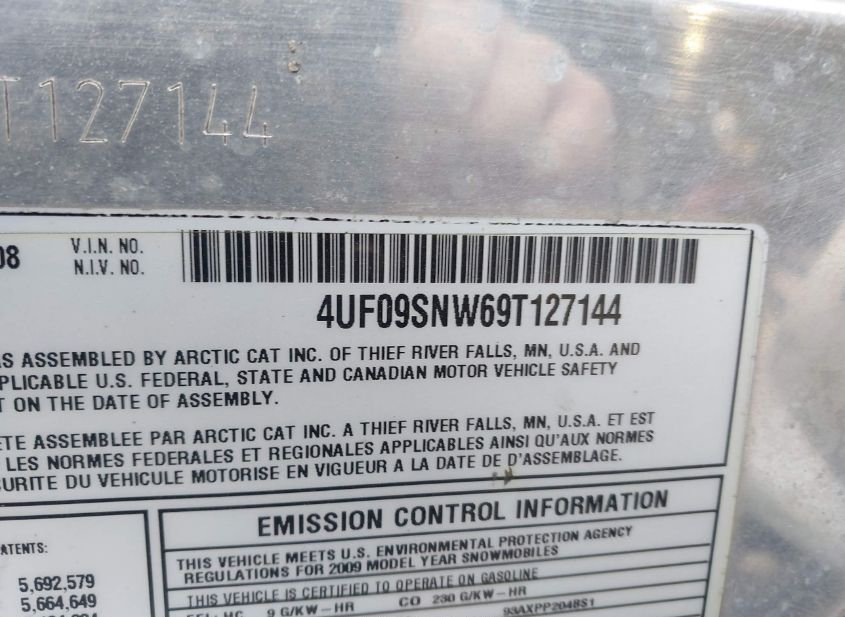 T127144
08
V.I.N. NO.
N.I.V. NO.
4UF09SNW69T127144
AS ASSEMBLED BY ARCTIC CAT INC. OF THIEF RIVER FALLS, MN, U.S.A. AND
PPLICABLE U.S. FEDERAL, STATE AND CANADIAN MOTOR VEHICLE SAFETY
T ON THE DATE OF ASSEMBLY.
ETE ASSEMBLEE PAR ARCTIC CAT INC. A THIEF RIVER FALLS, MN, U.S.A. ET EST
LES NORMES FEDERALES ET REGIONALES APPLICABLES AINSI QU'AUX NORMES
CURITE DU VEHICULE MOTORISE EN VIGUEUR A LA DATE DE D'ASSEMBLAGE.
ATENTS:
5,692,579
5,664,649
EMISSION CONTROL INFORMATION
THIS VEHICLE MEETS U.S. ENVIRONMENTAL PROTECTION AGENCY
REGULATIONS FOR 2009 MODEL YEAR SNOWMOBILES
THIS VEHICLE IS CERTIFIED TO OPERATE ON GASOLINE
FEL: HC 9 G/KW-HR CO 230 G/KW-HR
93AXPP2048S1